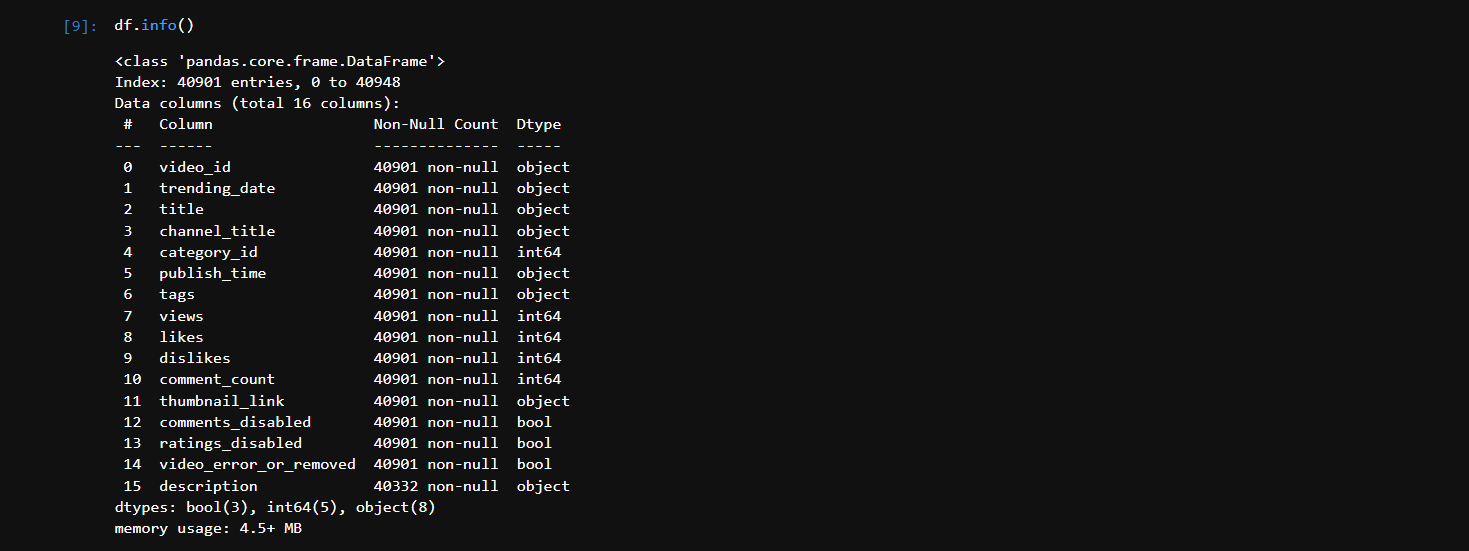 [9]: df.info()
<class 'pandas.core.frame.DataFrame'>
Index: 40901 entries, 0 to 40948
Data columns (total 16 columns):
 #   Column                  Non-Null Count  Dtype
---  ------                  --------------  -----
 0   video_id                40901 non-null  object
 1   trending_date           40901 non-null  object
 2   title                   40901 non-null  object
 3   channel_title           40901 non-null  object
 4   category_id             40901 non-null  int64
 5   publish_time            40901 non-null  object
 6   tags                    40901 non-null  object
 7   views                   40901 non-null  int64
 8   likes                   40901 non-null  int64
 9   dislikes                40901 non-null  int64
 10  comment_count           40901 non-null  int64
 11  thumbnail_link          40901 non-null  object
 12  comments_disabled       40901 non-null  bool
 13  ratings_disabled        40901 non-null  bool
 14  video_error_or_removed  40901 non-null  bool
 15  description             40332 non-null  object
dtypes: bool(3), int64(5), object(8)
memory usage: 4.5+ MB